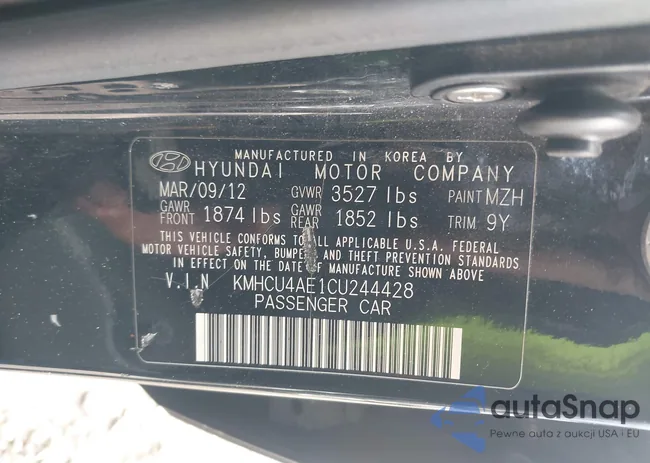 MANUFACTURED IN KOREA BY
HYUNDAI MOTOR COMPANY
MAR/09/12 GVWR 3527 lbs PAINT MZH
GAWR FRONT 1874 lbs GAWR REAR 1852 lbs TRIM 9Y
THIS VEHICLE CONFORMS TO ALL APPLICABLE U.S.A. FEDERAL
MOTOR VEHICLE SAFETY, BUMPER, AND THEFT PREVENTION STANDARDS
IN EFFECT ON THE DATE OF MANUFACTURE SHOWN ABOVE
V.I.N KMHCU4AE1CU244428
PASSENGER CAR
autaSnap
Pewne auta z aukcji USA i EU